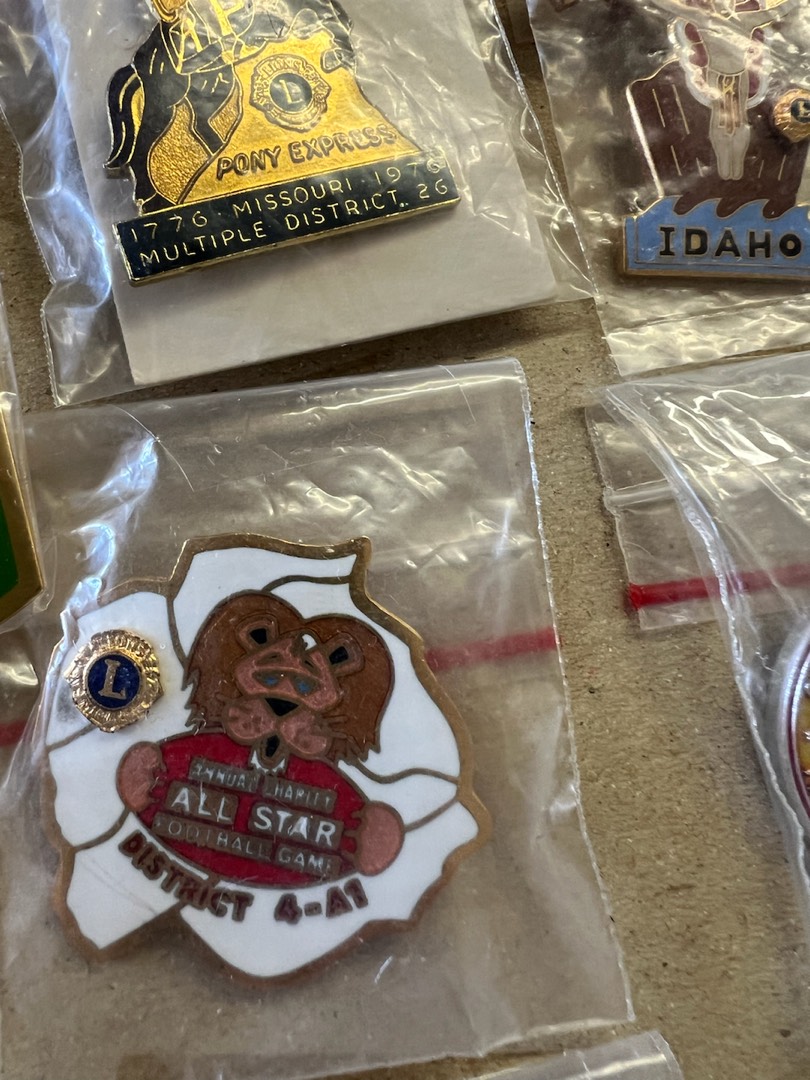 PONY EXPRESS
1776 MISSOURI 1976
MULTIPLE DISTRICT. 26
IDAHO
L
L
ANNUAL CHARITY
ALL STAR
FOOTBALL GAME
DISTRICT 4-A1